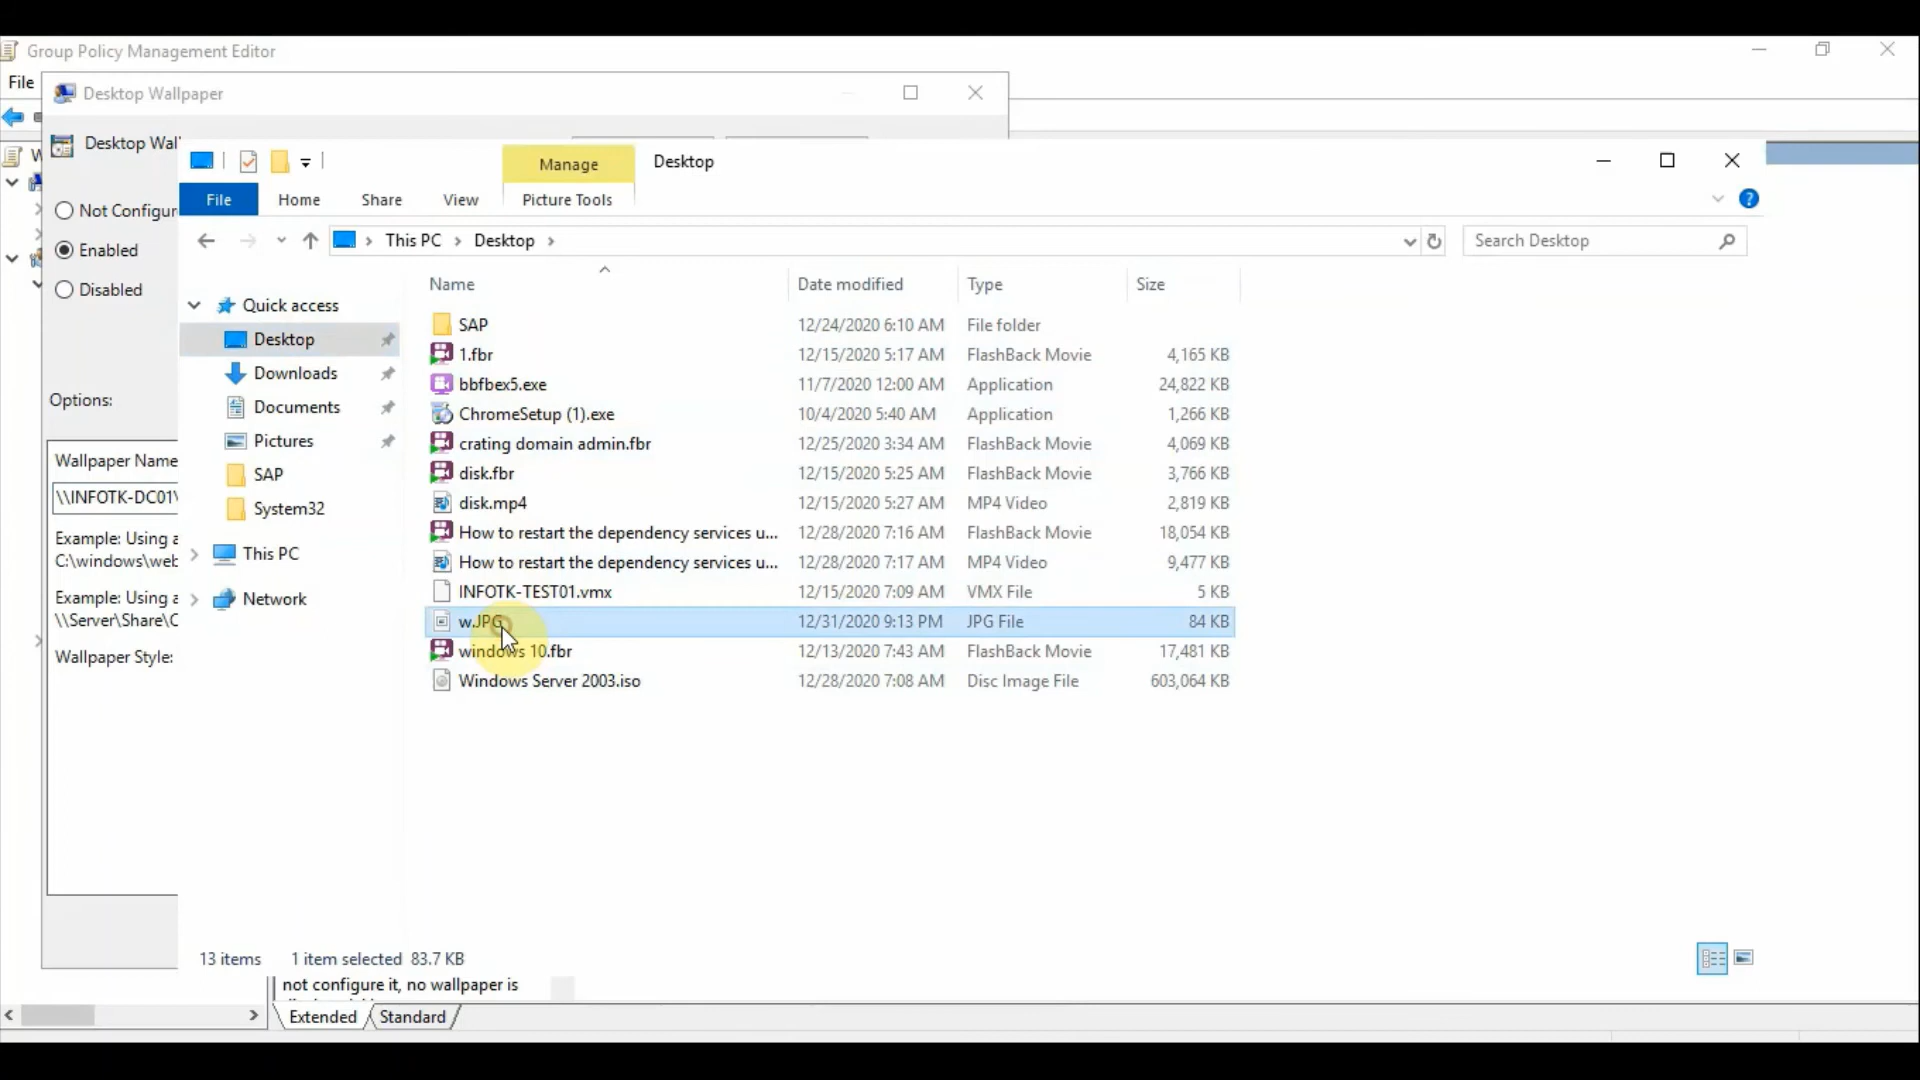 Group Policy Management Editor
File
Desktop Wallpaper
Desktop Wal
Manage
Desktop
File
Home
Share
View
Picture Tools
Not Configur
Enabled
Disabled
This PC
Desktop
Search Desktop
Name
Date modified
Type
Size
Quick access
Desktop
Downloads
Documents
Pictures
SAP
System32
This PC
Network
SAP 12/24/2020 6:10 AM File folder
1.fbr 12/15/2020 5:17 AM FlashBack Movie 4,165 KB
bbfbex5.exe 11/7/2020 12:00 AM Application 24,822 KB
ChromeSetup (1).exe 10/4/2020 5:40 AM Application 1,266 KB
crating domain admin.fbr 12/25/2020 3:34 AM FlashBack Movie 4,069 KB
disk.fbr 12/15/2020 5:25 AM FlashBack Movie 3,766 KB
disk.mp4 12/15/2020 5:27 AM MP4 Video 2,819 KB
How to restart the dependency services u... 12/28/2020 7:16 AM FlashBack Movie 18,054 KB
How to restart the dependency services u... 12/28/2020 7:17 AM MP4 Video 9,477 KB
INFOTK-TEST01.vmx 12/15/2020 7:09 AM VMX File 5 KB
w.JPG 12/31/2020 9:13 PM JPG File 84 KB
windows 10.fbr 12/13/2020 7:43 AM FlashBack Movie 17,481 KB
Windows Server 2003.iso 12/28/2020 7:08 AM Disc Image File 603,064 KB
Options:
Wallpaper Name
\\INFOTK-DC01\
Example: Using a
C:\windows\web
Example: Using a
\\Server\Share\C
Wallpaper Style:
13 items 1 item selected 83.7 KB
not configure it, no wallpaper is
Extended
Standard